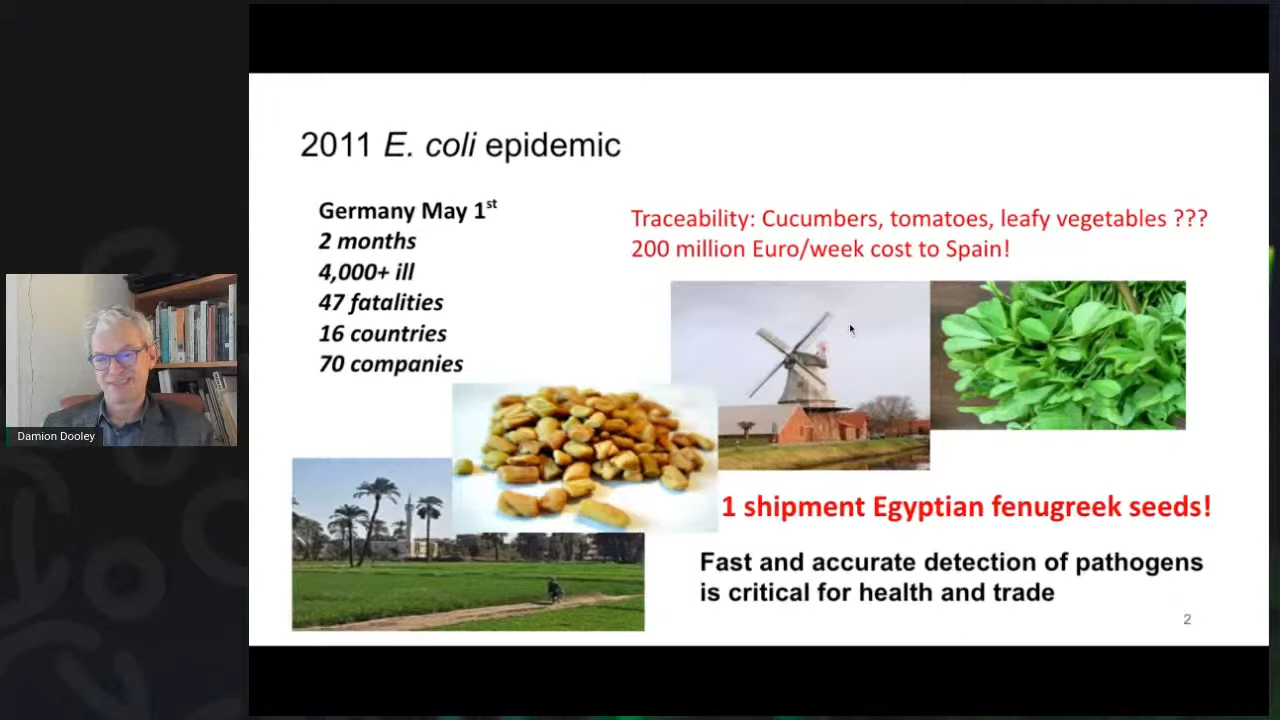 2011 E. coli epidemic
Germany May 1st
2 months
4,000+ ill
47 fatalities
16 countries
70 companies
Traceability: Cucumbers, tomatoes, leafy vegetables ???
200 million Euro/week cost to Spain!
1 shipment Egyptian fenugreek seeds!
Fast and accurate detection of pathogens
is critical for health and trade
2
Damion Dooley